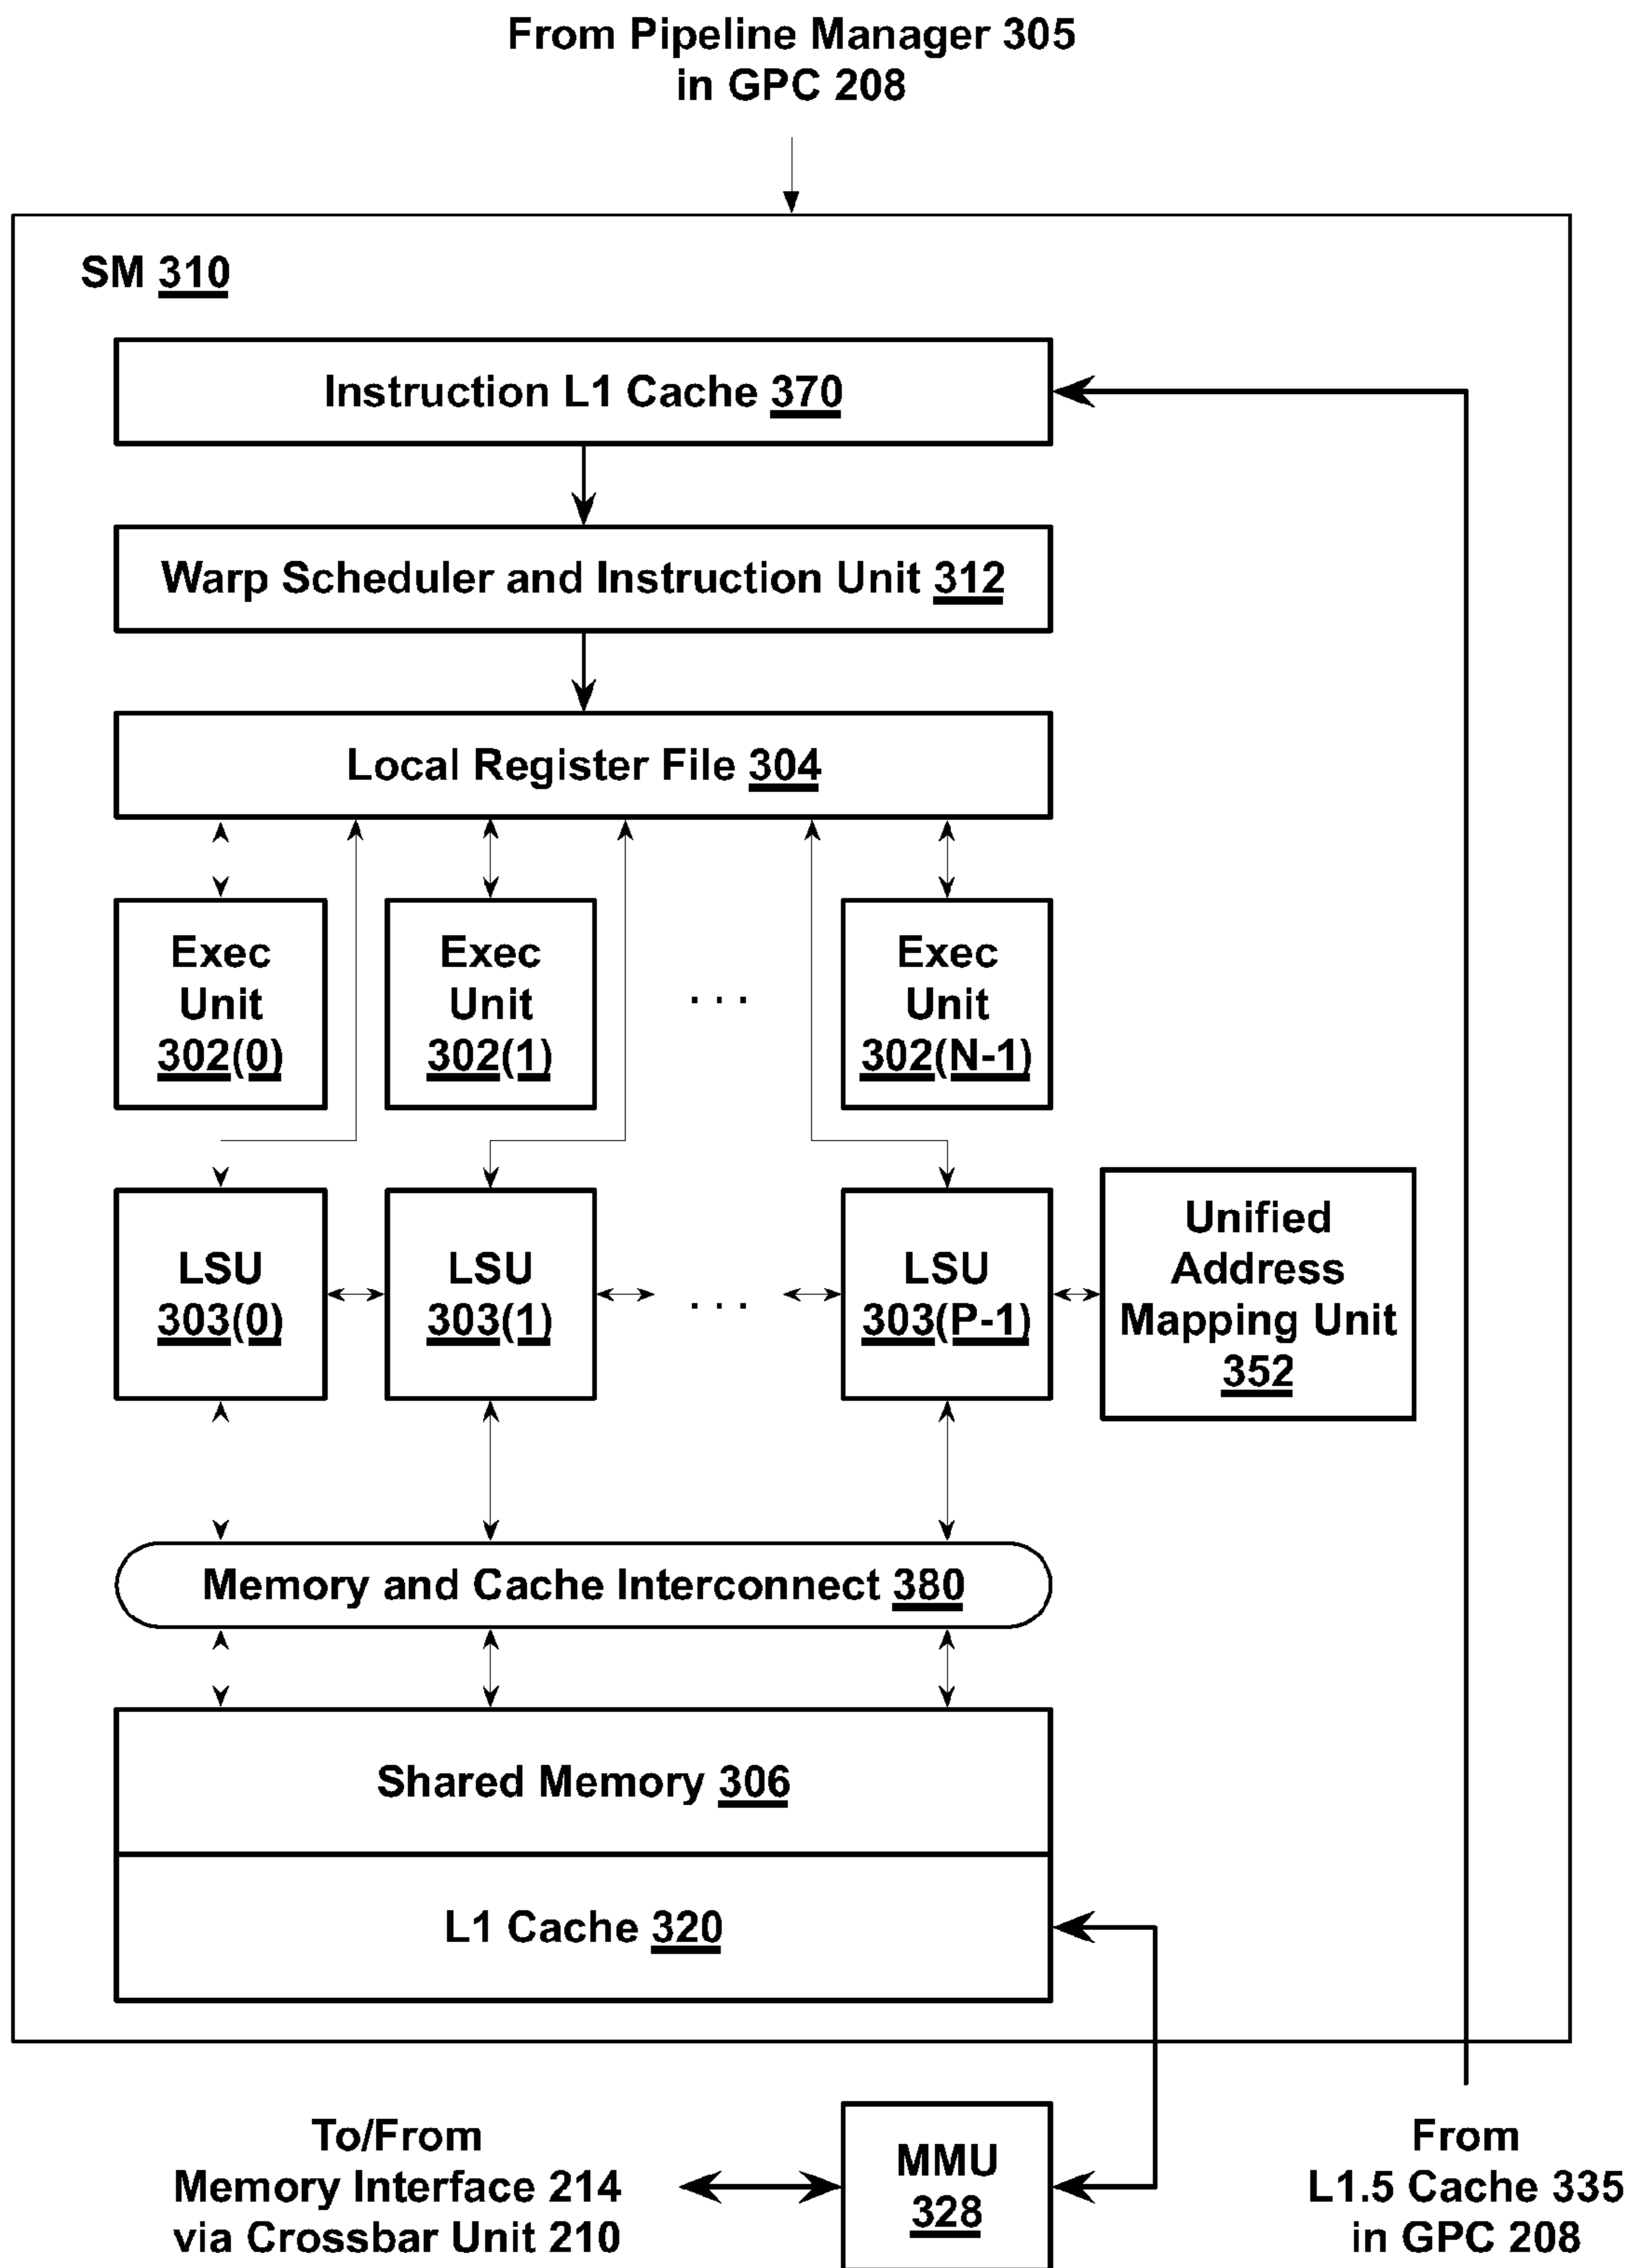 From Pipeline Manager 305
in GPC 208
SM 310
Instruction L1 Cache 370
Warp Scheduler and Instruction Unit 312
Local Register File 304
Exec
Unit
302(0)
Exec
Unit
302(1)
. . .
Exec
Unit
302(N-1)
LSU
303(0)
LSU
303(1)
. . .
LSU
303(P-1)
Unified
Address
Mapping Unit
352
Memory and Cache Interconnect 380
Shared Memory 306
L1 Cache 320
To/From
Memory Interface 214
via Crossbar Unit 210
MMU
328
From
L1.5 Cache 335
in GPC 208